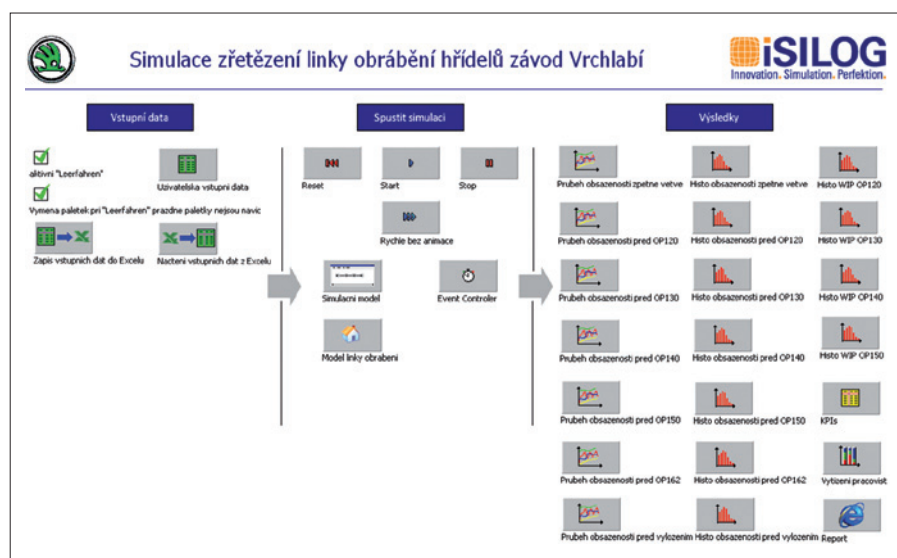 Simulace zřetězení linky obrábění hřídelů závod Vrchlabí
iSILOG
Innovation. Simulation. Perfektion.
Vstupní data
Spustit simulaci
Výsledky
aktivni "Leerfahren"
Uzivatelska vstupni data
Vymena paletek pri "Leerfahren" prazdne paletky nejsou navic
Zapis vstupnich dat do Excelu
Nacteni vstupnich dat z Excelu
Reset
Start
Stop
Rychle bez animace
Simulacni model
Event Controler
Model linky obrabeni
Prubeh obsazenosti zpetne vetve
Histo obsazenosti zpetne vetve
Histo WIP OP120
Prubeh obsazenosti pred OP120
Histo obsazenosti pred OP120
Histo WIP OP130
Prubeh obsazenosti pred OP130
Histo obsazenosti pred OP130
Histo WIP OP140
Prubeh obsazenosti pred OP140
Histo obsazenosti pred OP140
Histo WIP OP150
Prubeh obsazenosti pred OP150
Histo obsazenosti pred OP150
KPIs
Prubeh obsazenosti pred OP162
Histo obsazenosti pred OP162
Vytizeni pracovist
Prubeh obsazenosti pred vylozenim
Histo obsazenosti pred vylozenim
Report